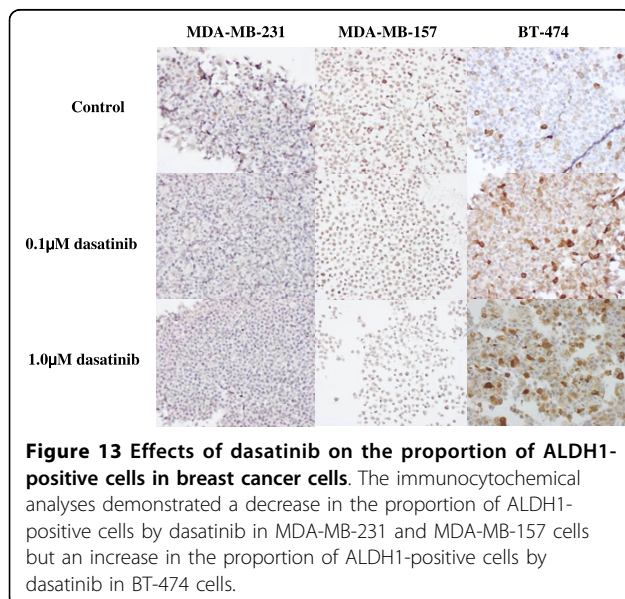 MDA-MB-231 MDA-MB-157 BT-474
Control
0.1µM dasatinib
1.0µM dasatinib
Figure 13 Effects of dasatinib on the proportion of ALDH1-
positive cells in breast cancer cells. The immunocytochemical
analyses demonstrated a decrease in the proportion of ALDH1-
positive cells by dasatinib in MDA-MB-231 and MDA-MB-157 cells
but an increase in the proportion of ALDH1-positive cells by
dasatinib in BT-474 cells.